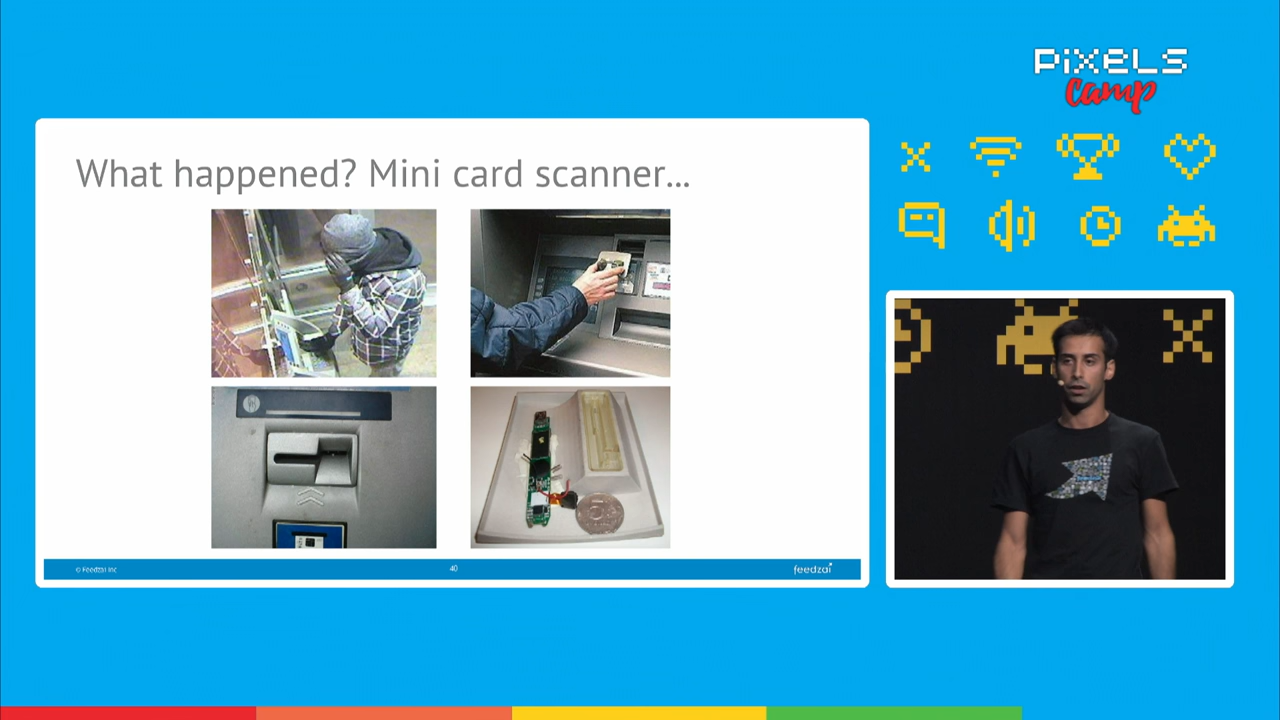 PiXELS
Camp
What happened? Mini card scanner...
© Feedzai Inc
40
feedzai